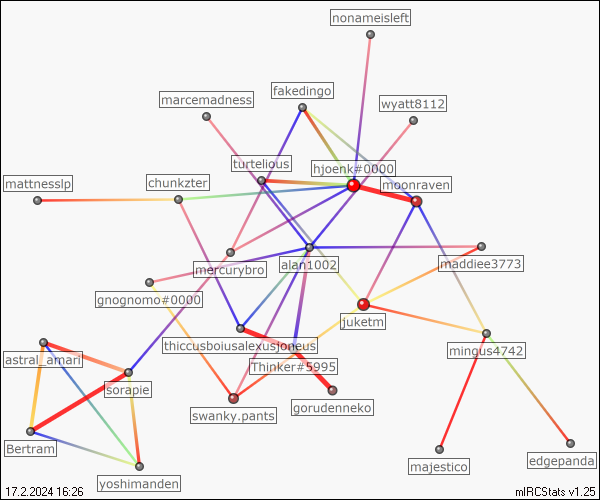 nonameisleft
fakedingo
marcemadness
wyatt8112
turtelious
hjoenk#0000
mattnesslp
chunkzter
moonraven
mercurybro
alan1002
maddiee3773
gnognomo#0000
juketm
thiccusboiusalexusjoneus
mingus4742
astral_amari
Thinker#5995
sorapie
gorudenneko
swanky.pants
Bertram
majestico
edgepanda
yoshimanden
17.2.2024 16:26
mIRCStats v1.25